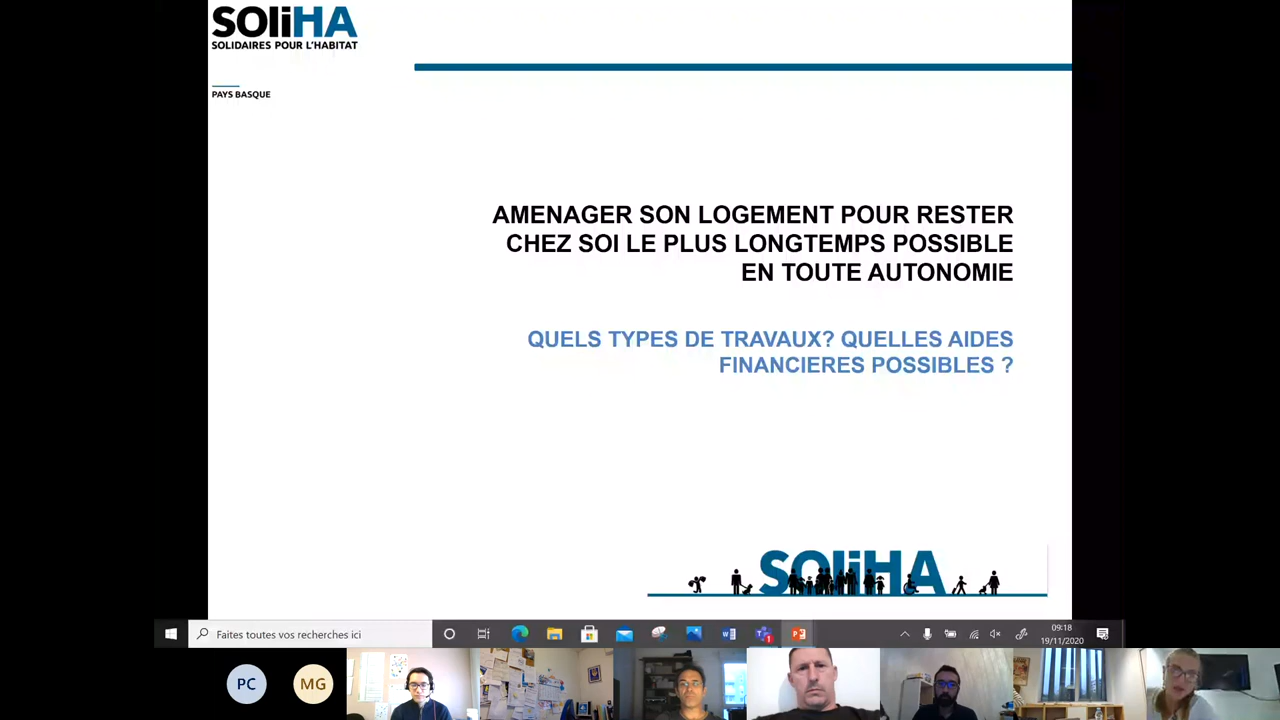 SOliHA
SOLIDAIRES POUR L'HABITAT
PAYS BASQUE
AMENAGER SON LOGEMENT POUR RESTER
CHEZ SOI LE PLUS LONGTEMPS POSSIBLE
EN TOUTE AUTONOMIE
QUELS TYPES DE TRAVAUX? QUELLES AIDES
FINANCIERES POSSIBLES ?
SOliHA
Faites toutes vos recherches ici
09:18
19/11/2020
PC
MG